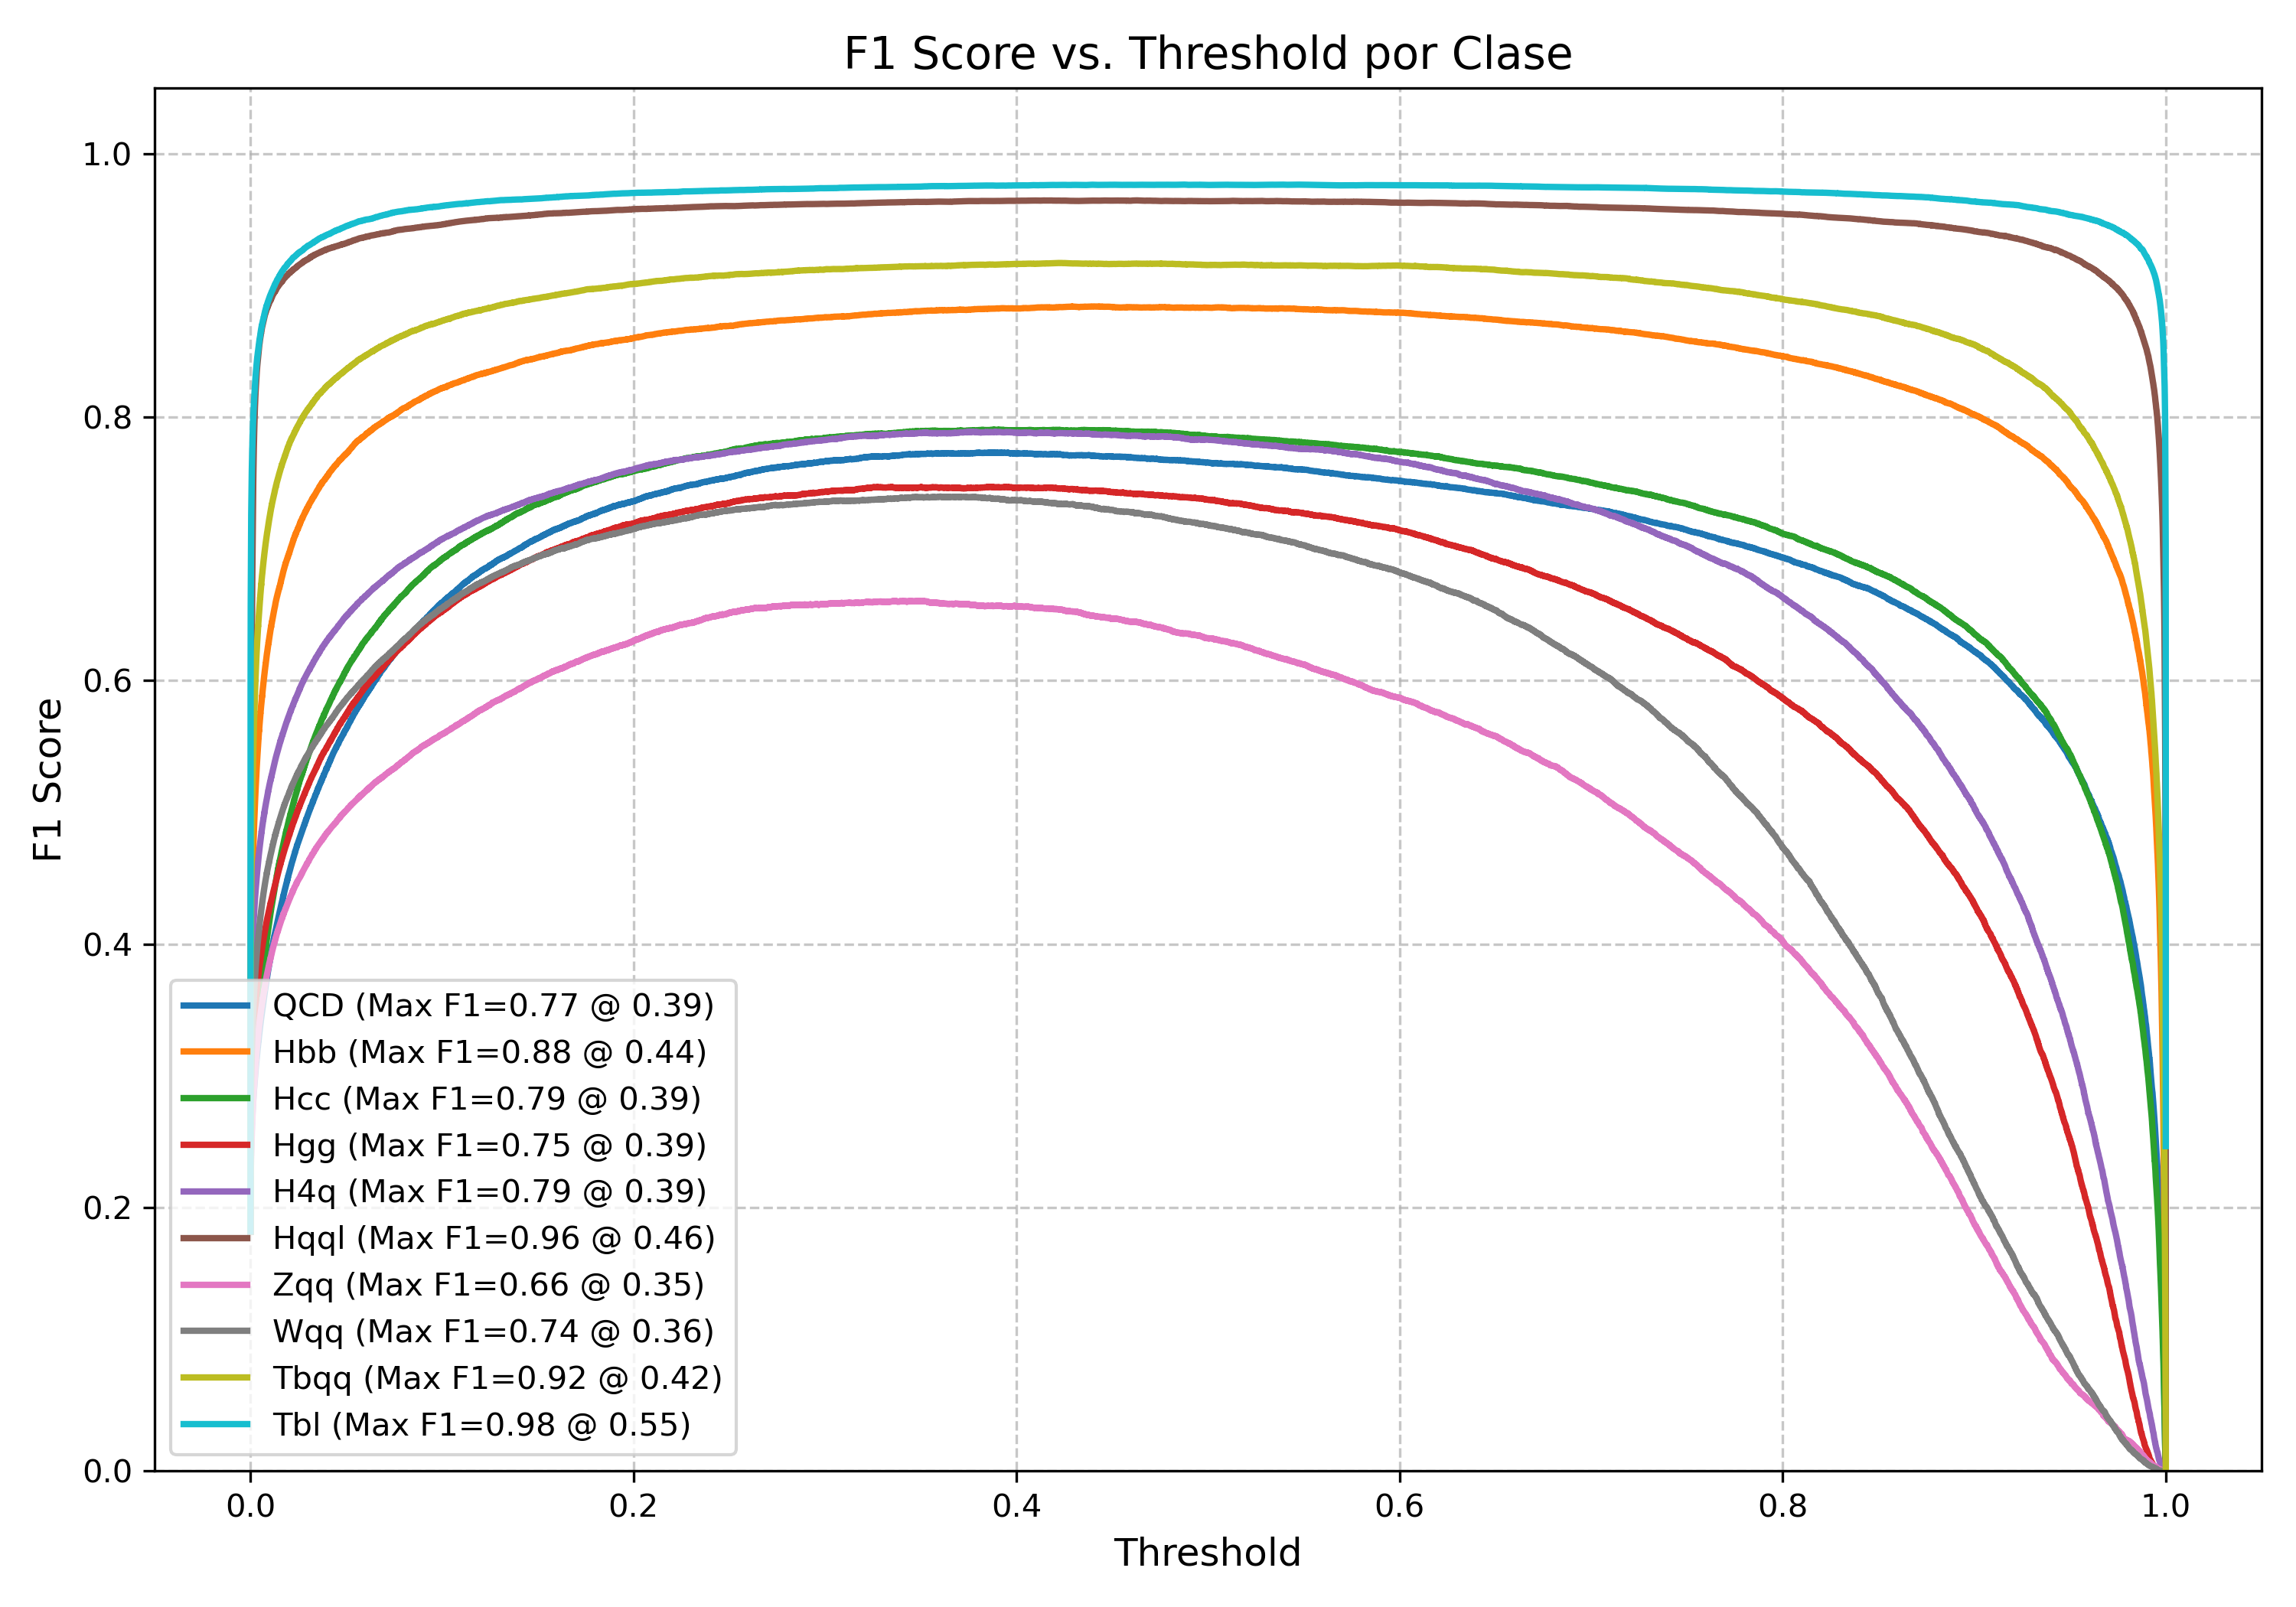 F1 Score vs. Threshold por Clase
F1 Score
1.0
0.8
0.6
0.4
0.2
0.0
QCD (Max F1=0.77 @ 0.39)
Hbb (Max F1=0.88 @ 0.44)
Hcc (Max F1=0.79 @ 0.39)
Hgg (Max F1=0.75 @ 0.39)
H4q (Max F1=0.79 @ 0.39)
Hqql (Max F1=0.96 @ 0.46)
Zqq (Max F1=0.66 @ 0.35)
Wqq (Max F1=0.74 @ 0.36)
Tbqq (Max F1=0.92 @ 0.42)
Tbl (Max F1=0.98 @ 0.55)
0.0 0.2 0.4 0.6 0.8 1.0
Threshold